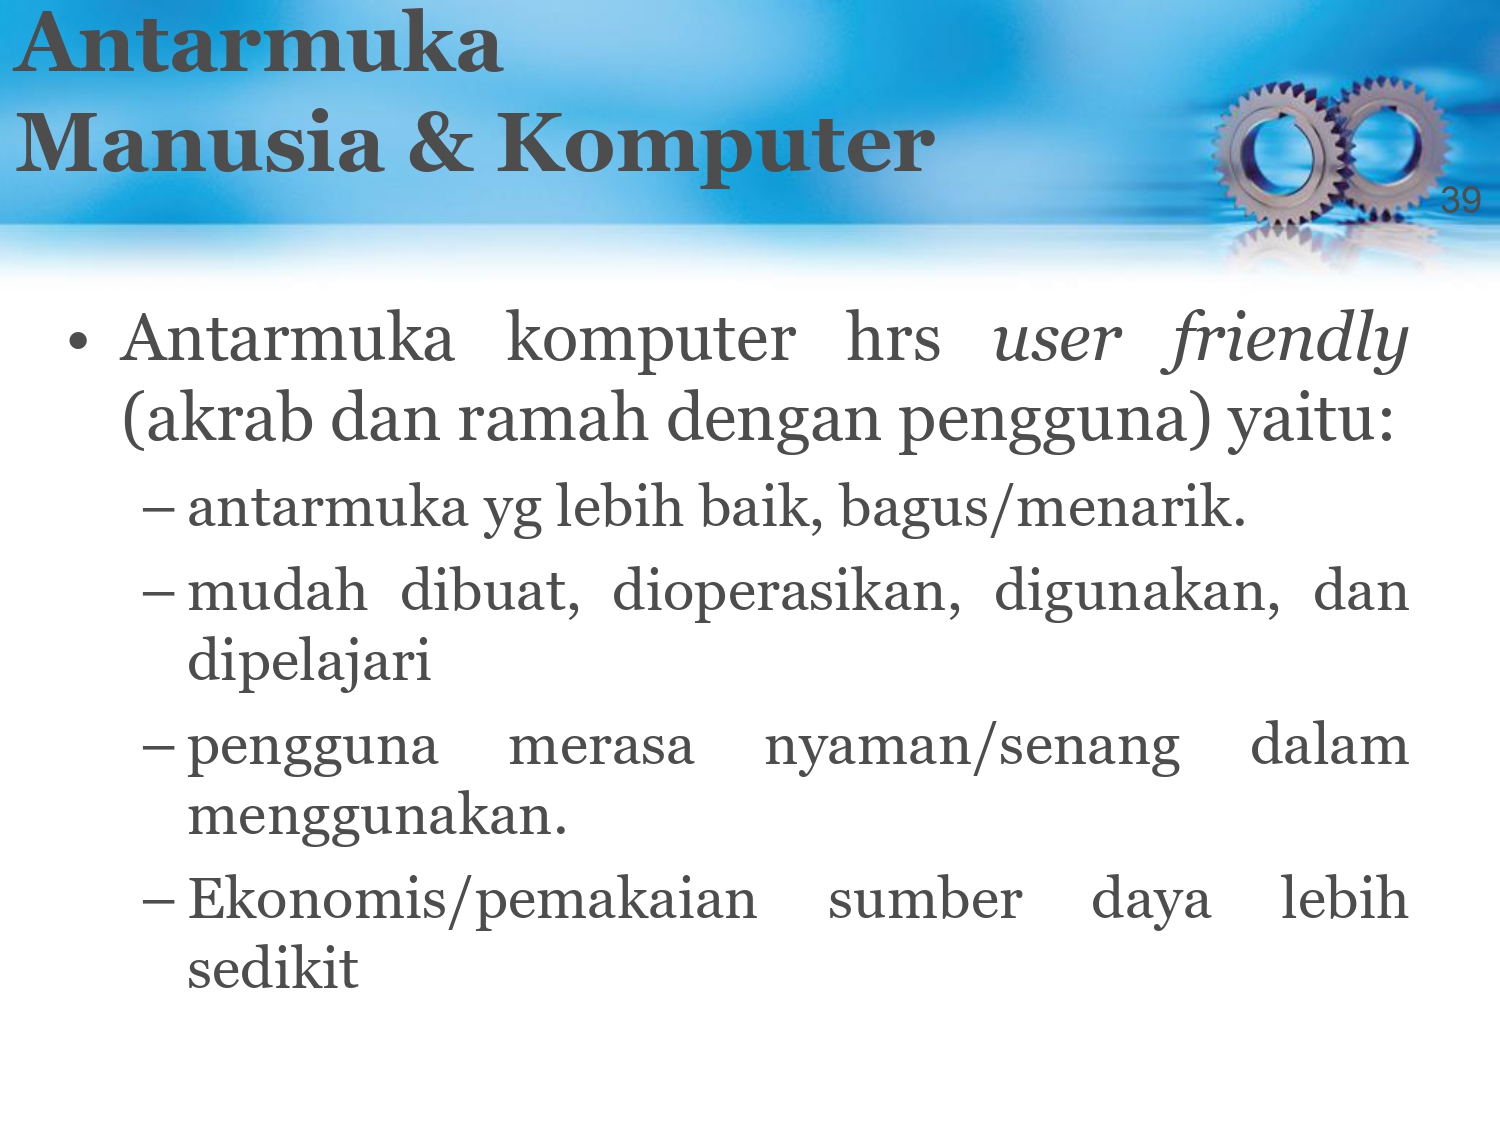 Antarmuka
Manusia & Komputer
39
• Antarmuka komputer hrs user friendly
(akrab dan ramah dengan pengguna) yaitu:
– antarmuka yg lebih baik, bagus/menarik.
– mudah dibuat, dioperasikan, digunakan, dan
dipelajari
– pengguna merasa nyaman/senang dalam
menggunakan.
– Ekonomis/pemakaian sumber daya lebih
sedikit